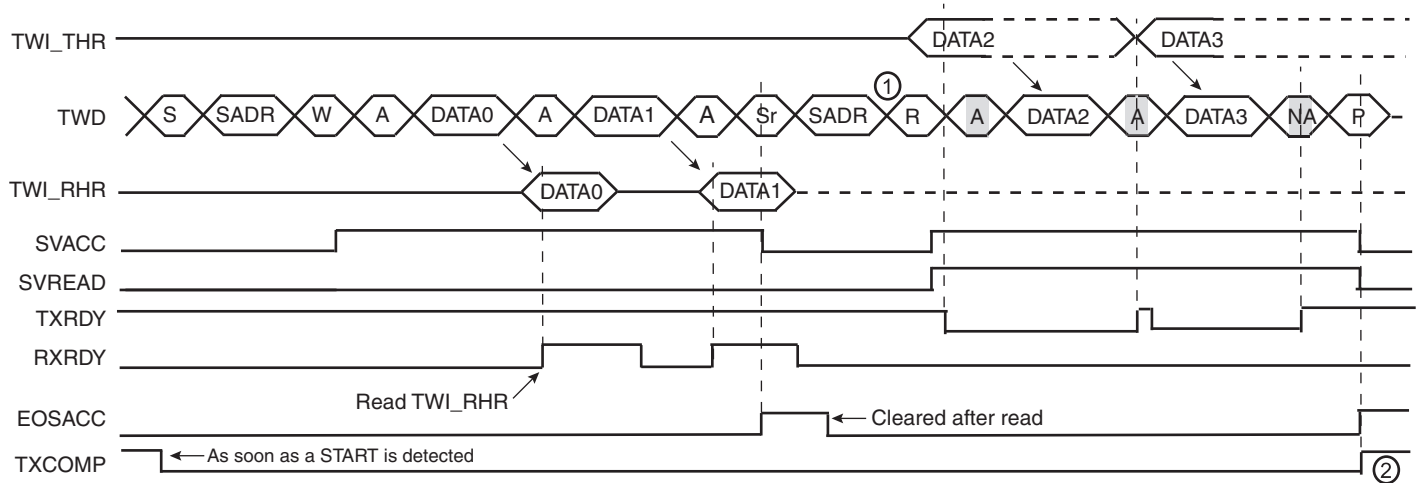 TWI_THR DATA2 DATA3
①
TWD S SADR W A DATA0 A DATA1 A Sr SADR R A DATA2 A DATA3 NA P
TWI_RHR DATA0 DATA1
SVACC
SVREAD
TXRDY
RXRDY
Read TWI_RHR
EOSACC Cleared after read
As soon as a START is detected
TXCOMP ②